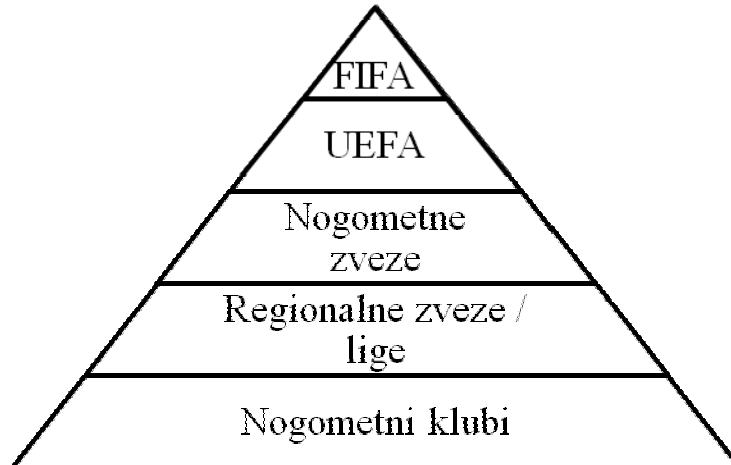 FIFA
UEFA
Nogometne
zveze
Regionalne zveze /
lige
Nogometni klubi